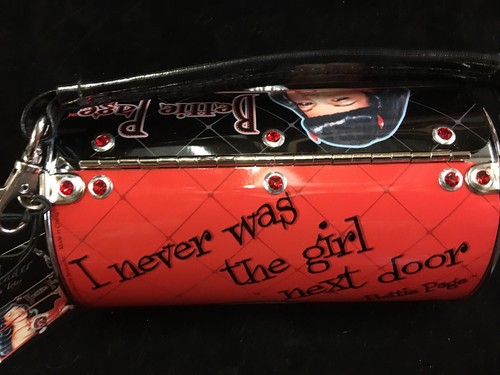 Bettie Page
I never was
the girl
next door
Bettie Page